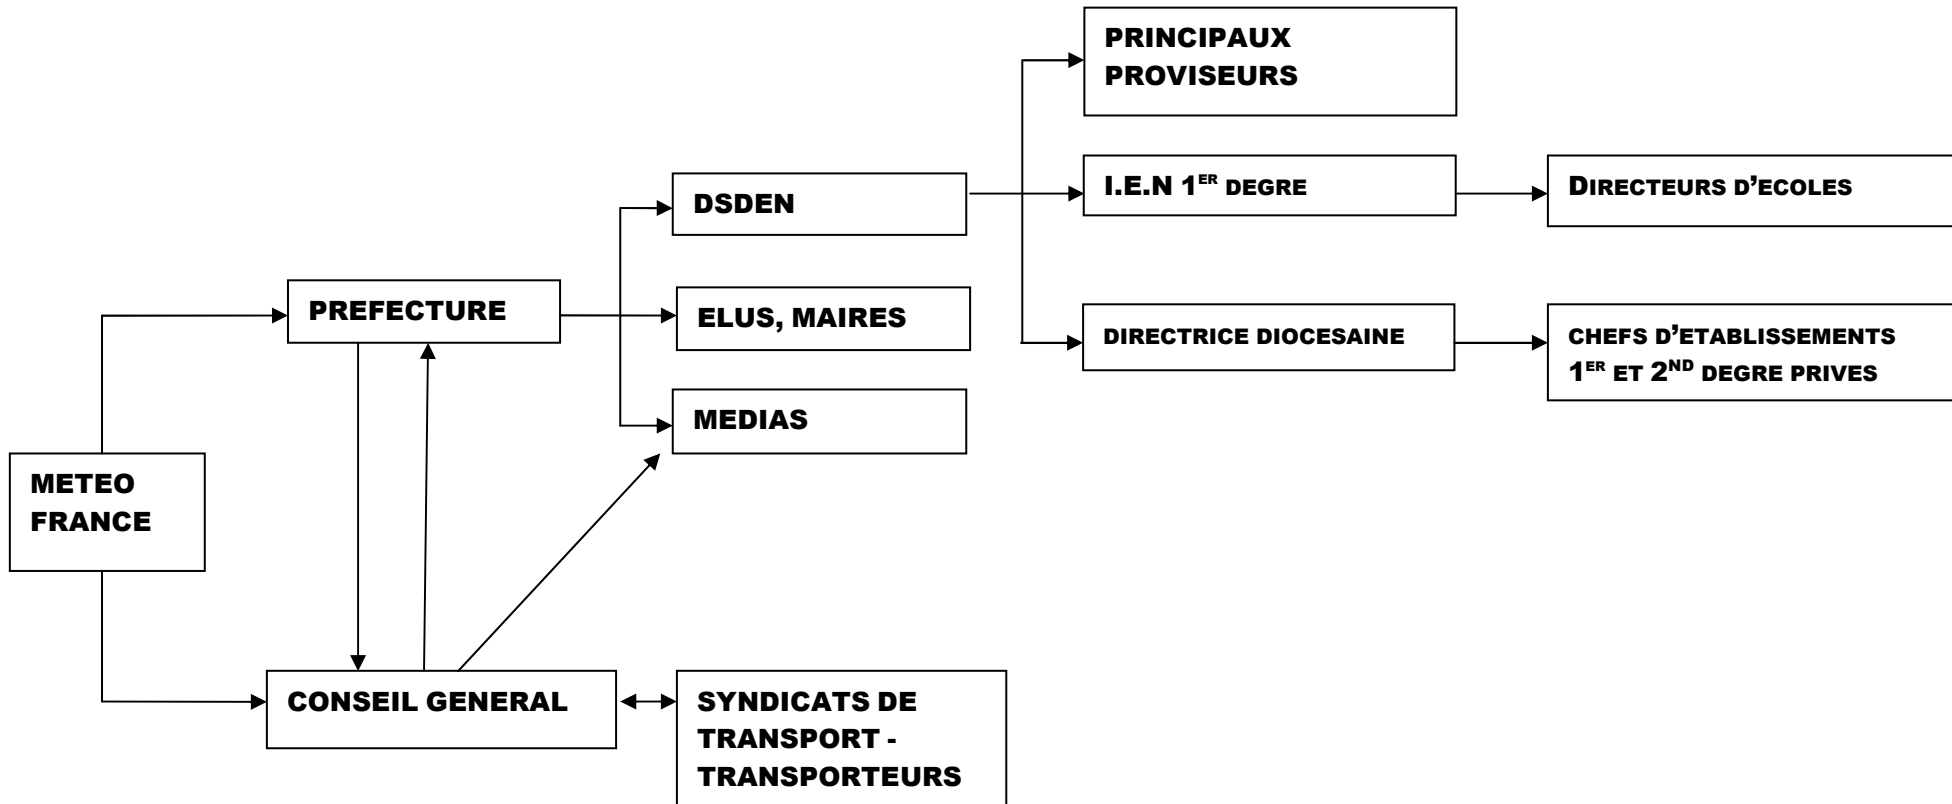 PRINCIPAUX
PROVISEURS
DSDEN
I.E.N 1ER DEGRE
DIRECTEURS D’ECOLES
PREFECTURE
ELUS, MAIRES
DIRECTRICE DIOCESAINE
CHEFS D’ETABLISSEMENTS
1ER ET 2ND DEGRE PRIVES
MEDIAS
METEO
FRANCE
CONSEIL GENERAL
SYNDICATS DE
TRANSPORT -
TRANSPORTEURS